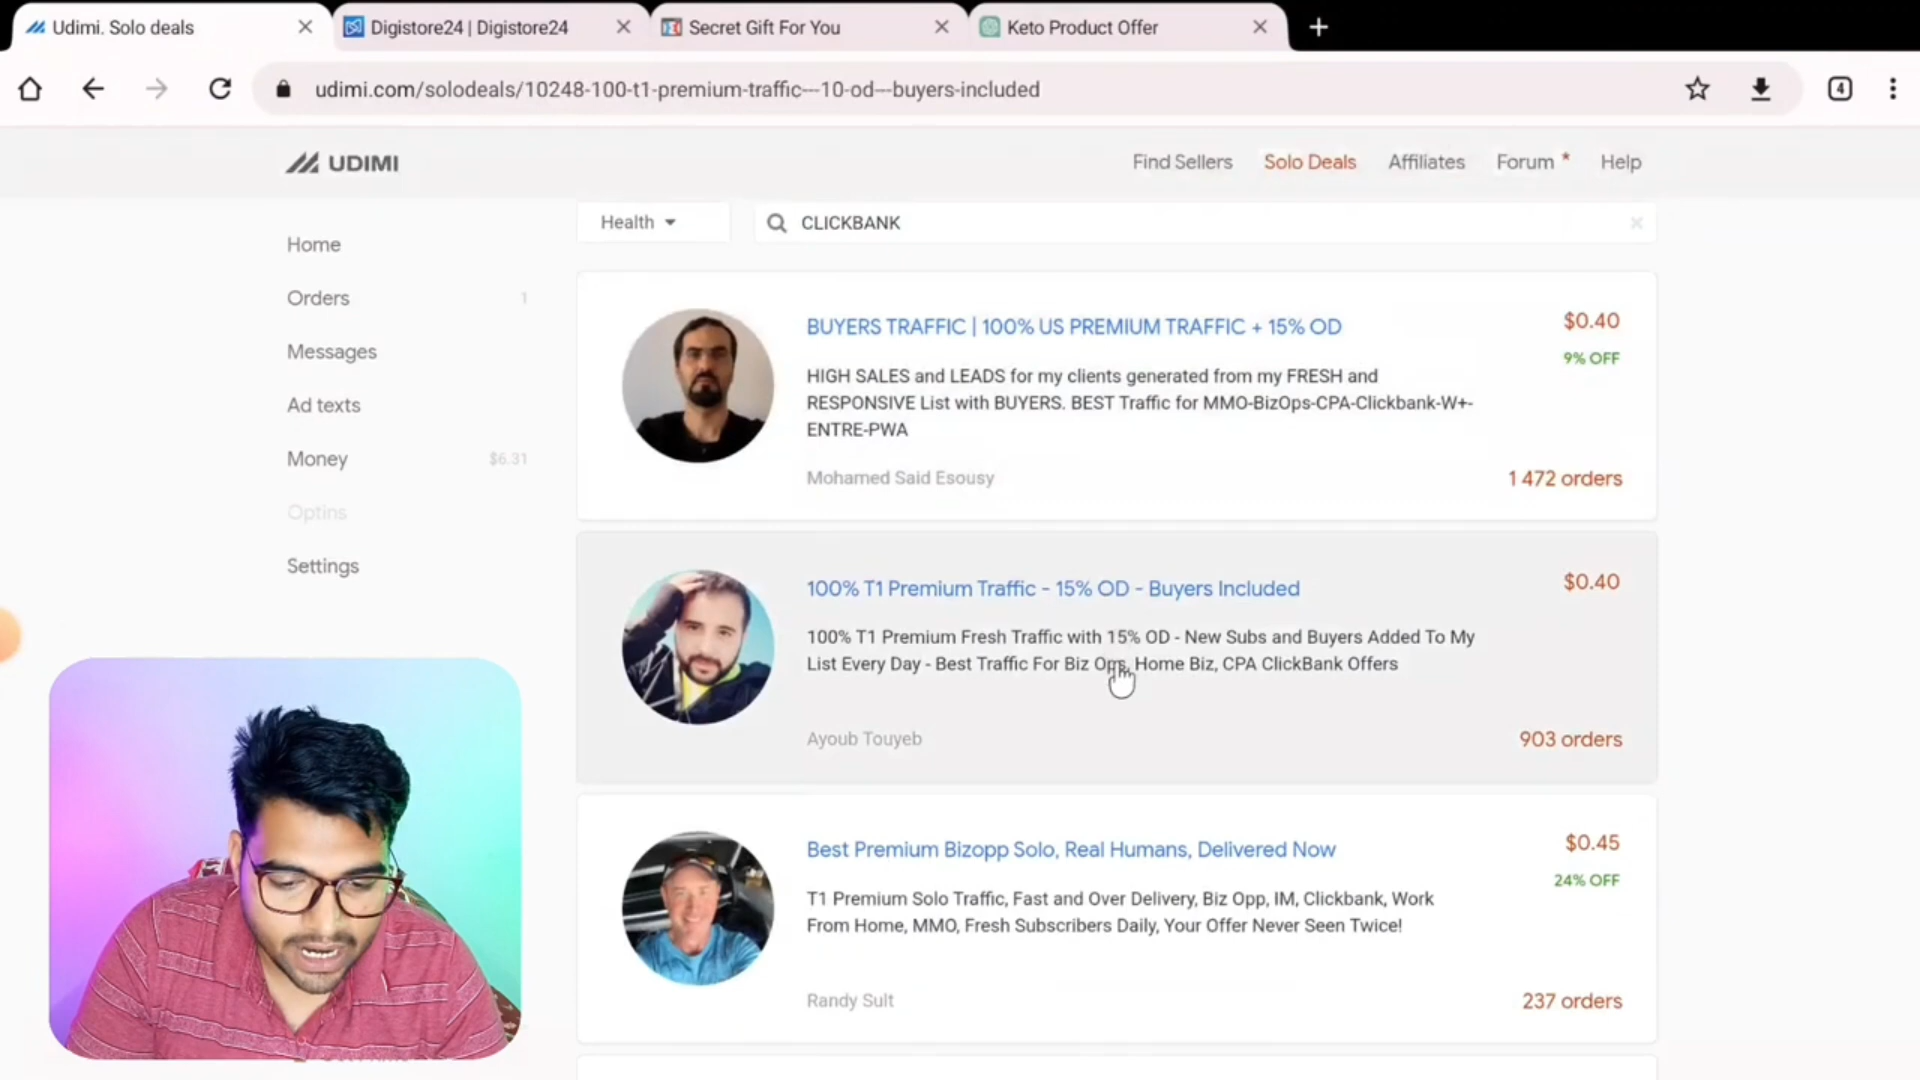 Udimi. Solo deals
Digistore24 | Digistore24
Secret Gift For You
Keto Product Offer
udimi.com/solodeals/10248-100-t1-premium-traffic---10-od---buyers-included
4
UDIMI
Find Sellers
Solo Deals
Affiliates
Forum *
Help
Home
Orders 1
Messages
Ad texts
Money $6.31
Optins
Settings
Health
CLICKBANK
BUYERS TRAFFIC | 100% US PREMIUM TRAFFIC + 15% OD
$0.40
9% OFF
HIGH SALES and LEADS for my clients generated from my FRESH and
RESPONSIVE List with BUYERS. BEST Traffic for MMO-BizOps-CPA-Clickbank-W+-
ENTRE-PWA
Mohamed Said Esousy
1 472 orders
100% T1 Premium Traffic - 15% OD - Buyers Included
$0.40
100% T1 Premium Fresh Traffic with 15% OD - New Subs and Buyers Added To My
List Every Day - Best Traffic For Biz Ops, Home Biz, CPA ClickBank Offers
Ayoub Touyeb
903 orders
Best Premium Bizopp Solo, Real Humans, Delivered Now
$0.45
24% OFF
T1 Premium Solo Traffic, Fast and Over Delivery, Biz Opp, IM, Clickbank, Work
From Home, MMO, Fresh Subscribers Daily, Your Offer Never Seen Twice!
Randy Sult
237 orders